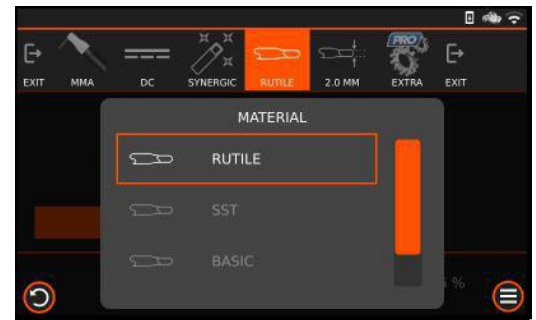 PRO
EXIT MMA DC SYNERGIC RUTILE 2.0 MM EXTRA EXIT
MATERIAL
RUTILE
SST
BASIC
%